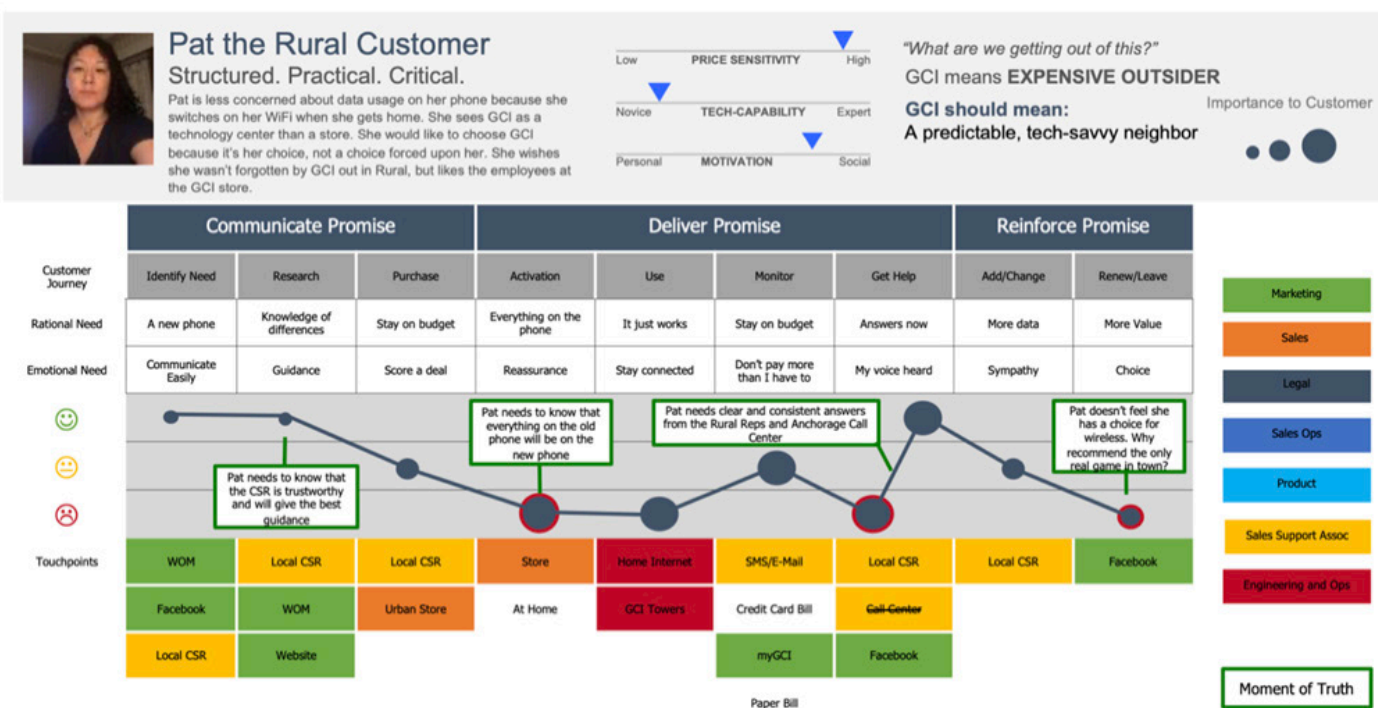 Pat the Rural Customer
Structured. Practical. Critical.
Pat is less concerned about data usage on her phone because she
switches on her WiFi when she gets home. She sees GCI as a
technology center than a store. She would like to choose GCI
because it's her choice, not a choice forced upon her. She wishes
she wasn't forgotten by GCI out in Rural, but likes the employees at
the GCI store.
Low PRICE SENSITIVITY High
Novice TECH-CAPABILITY Expert
Personal MOTIVATION Social
"What are we getting out of this?"
GCI means EXPENSIVE OUTSIDER
GCI should mean:
A predictable, tech-savvy neighbor
Importance to Customer
Communicate Promise Deliver Promise Reinforce Promise
Customer
Journey
Identify Need Research Purchase Activation Use Monitor Get Help Add/Change Renew/Leave
Rational Need
A new phone
Knowledge of
differences
Stay on budget
Everything on the
phone
It just works
Stay on budget
Answers now
More data
More Value
Emotional Need
Communicate
Easily
Guidance
Score a deal
Reassurance
Stay connected
Don't pay more
than I have to
My voice heard
Sympathy
Choice
Pat needs to know that
the CSR is trustworthy
and will give the best
guidance
Pat needs to know that
everything on the old
phone will be on the
new phone
Pat needs clear and consistent answers
from the Rural Reps and Anchorage Call
Center
Pat doesn't feel she
has a choice for
wireless. Why
recommend the only
real game in town?
Touchpoints
WOM Local CSR Local CSR Store Home Internet SMS/E-Mail Local CSR Local CSR Facebook
Facebook WOM Urban Store At Home GCI Towers Credit Card Bill Call Center
Local CSR Website myGCI Facebook
Paper Bill
Marketing
Sales
Legal
Sales Ops
Product
Sales Support Assoc
Engineering and Ops
Moment of Truth